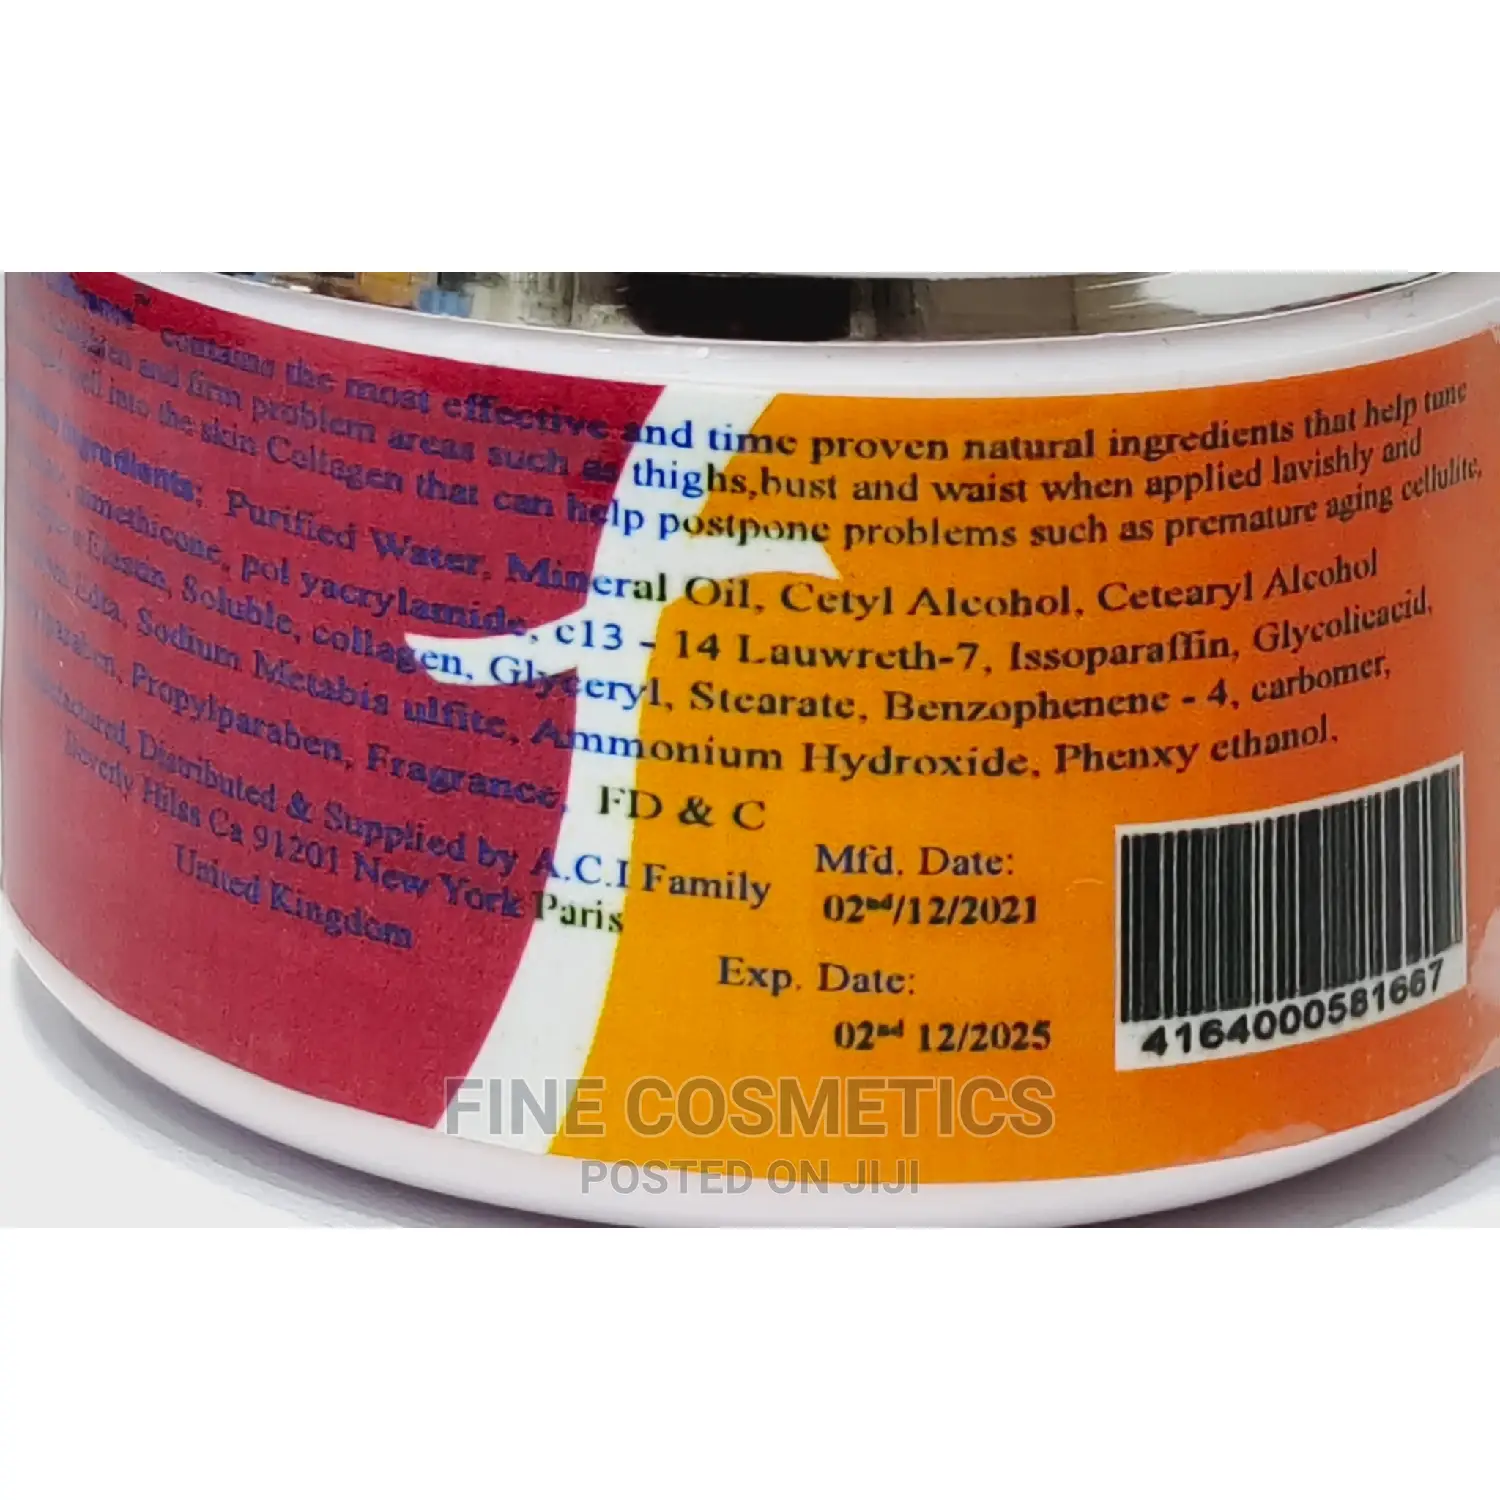 contains the most effective and time proven natural ingredients that help tune
and firm problem areas such as thighs,bust and waist when applied lavishly and
into the skin Collagen that can help postpone problems such as premature aging cellulite,
ingredients: Purified Water, Mineral Oil, Cetyl Alcohol, Cetearyl Alcohol
pol yacrylamide, c13 - 14 Lauwreth-7, Issoparaffin, Glycolicacid,
Soluble, collagen, Glyceryl, Stearate, Benzophenene - 4, carbomer,
Edta, Sodium Metabis ulfite, Ammonium Hydroxide, Phenxy ethanol,
Propylparaben, Fragrance, FD & C
Distributed & Supplied by A.C.I Family
Hilss Ca 91201 New York Paris
United Kingdom
Mfd. Date:
02nd/12/2021
Exp. Date:
02nd 12/2025
4164000581667
FINE COSMETICS
POSTED ON JIJI